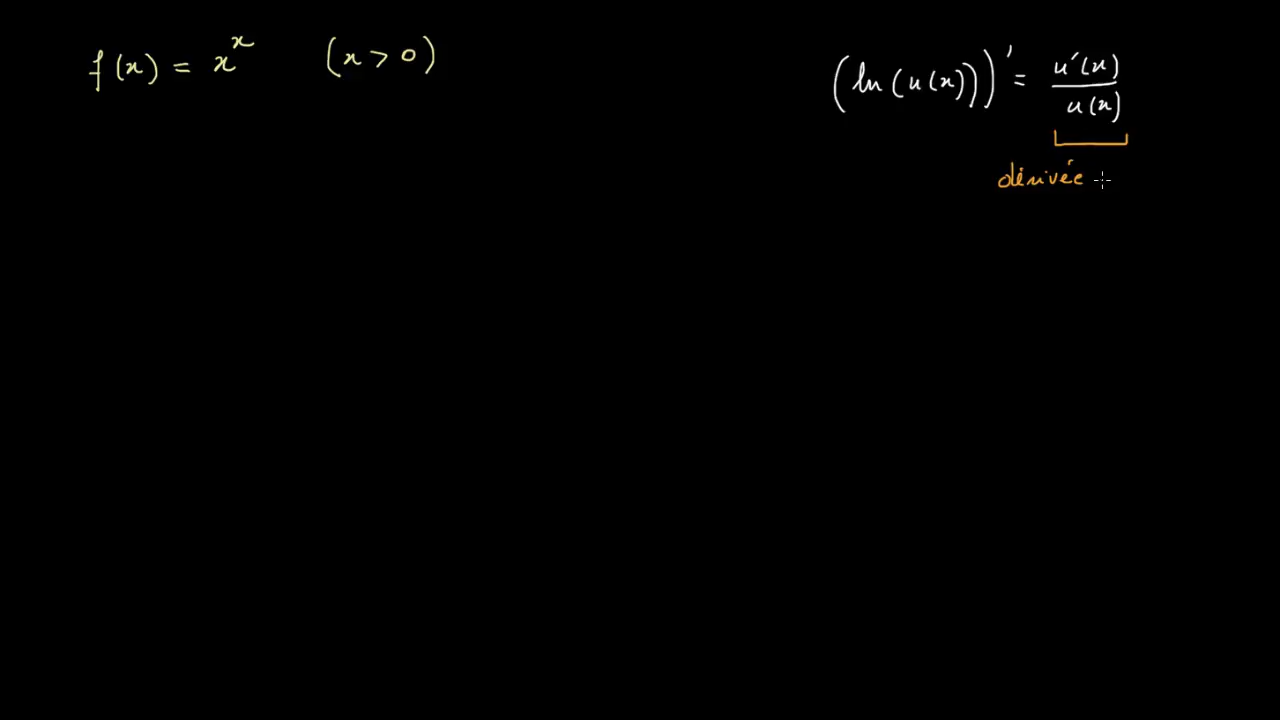 f(x) = x^x (x > 0)
(ln(u(x)))' = u'(x)/u(x)
dérivée